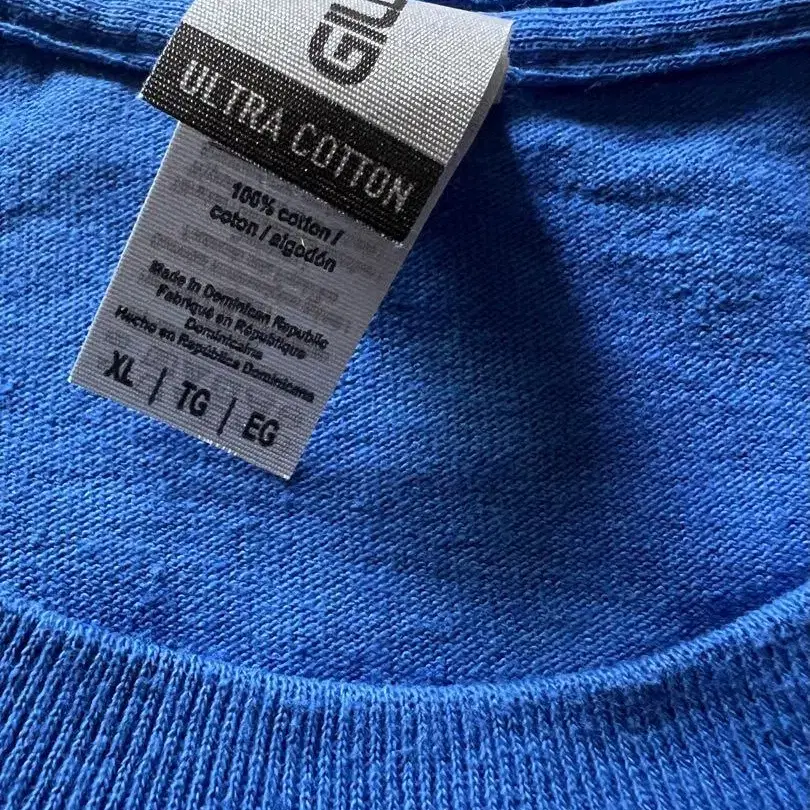 GIL
ULTRA COTTON
100% cotton /
coton / algodón
Made in Dominican Republic
Fabriqué en République
Dominicaine
Hecho en República Dominicana
XL | TG | EG